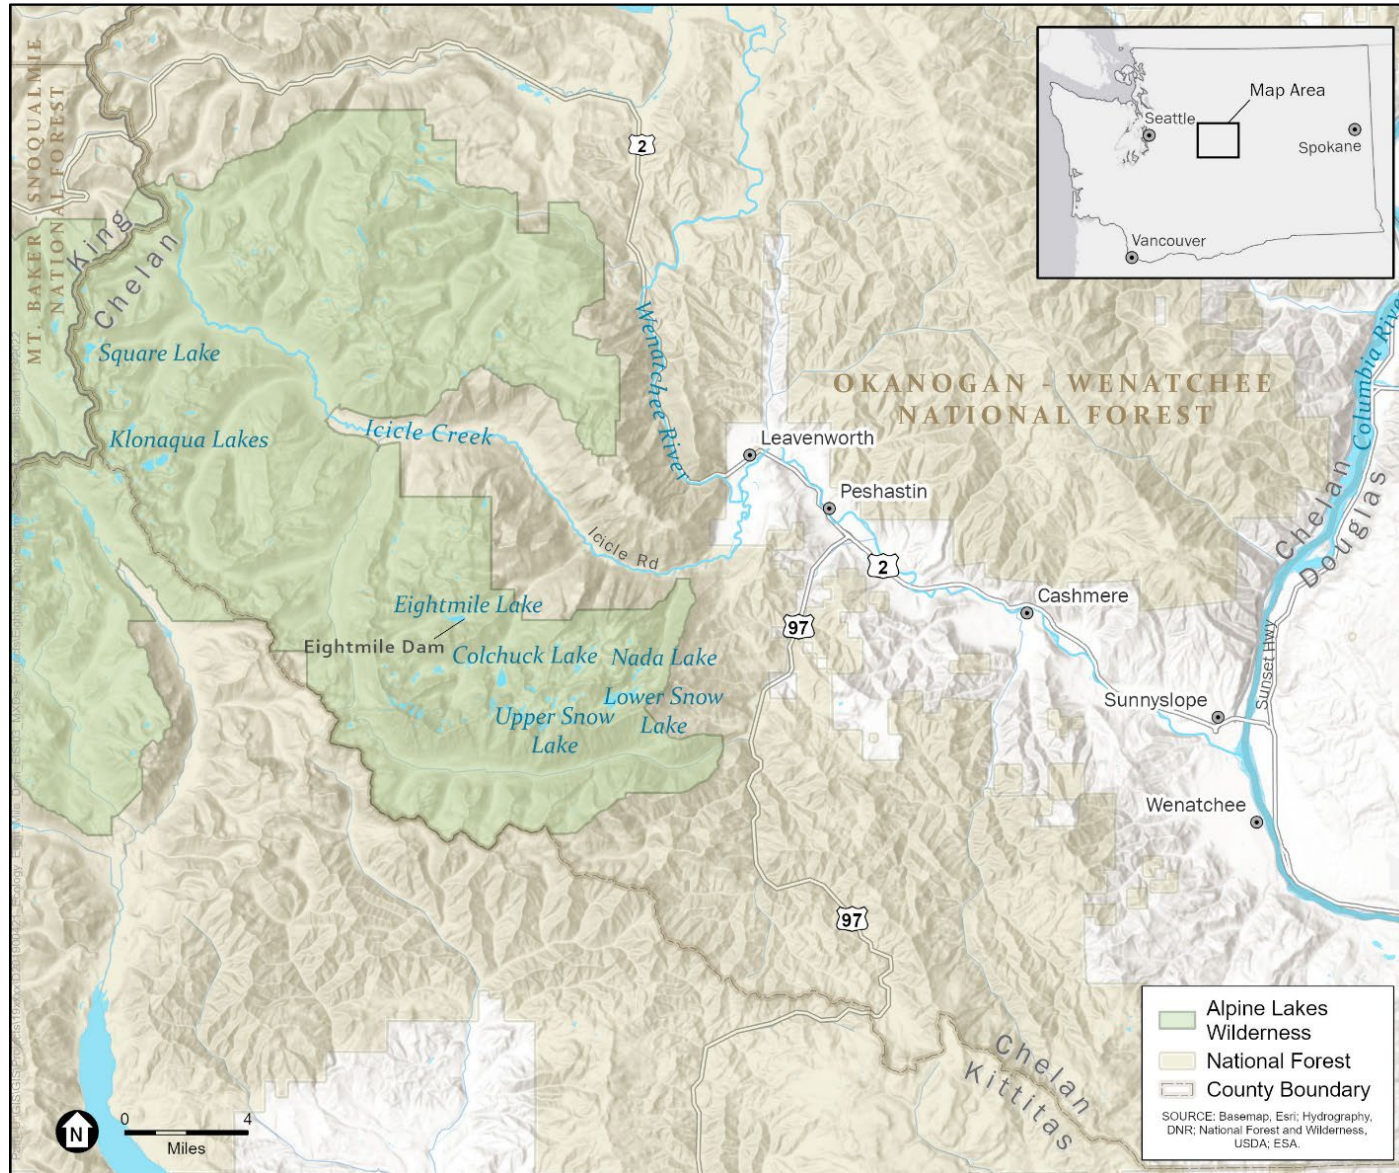 MT. BAKER - SNOQUALMIE
NATIONAL FOREST
King
Chelan
2
Square Lake
Klonaqua Lakes
Icicle Creek
Wenatchee River
Icicle Rd
Leavenworth
Peshastin
2
97
Cashmere
Sunnyslope
Wenatchee
Sunset Hwy
OKANOGAN - WENATCHEE
NATIONAL FOREST
Chelan
Douglas
Columbia River
Eightmile Lake
Eightmile Dam
Colchuck Lake
Nada Lake
Upper Snow
Lake
Lower Snow
Lake
97
Chelan
Kittitas
Map Area
Seattle
Spokane
Vancouver
N
0
4
Miles
Alpine Lakes
Wilderness
National Forest
County Boundary
SOURCE: Basemap, Esri; Hydrography,
DNR; National Forest and Wilderness,
USDA; ESA.